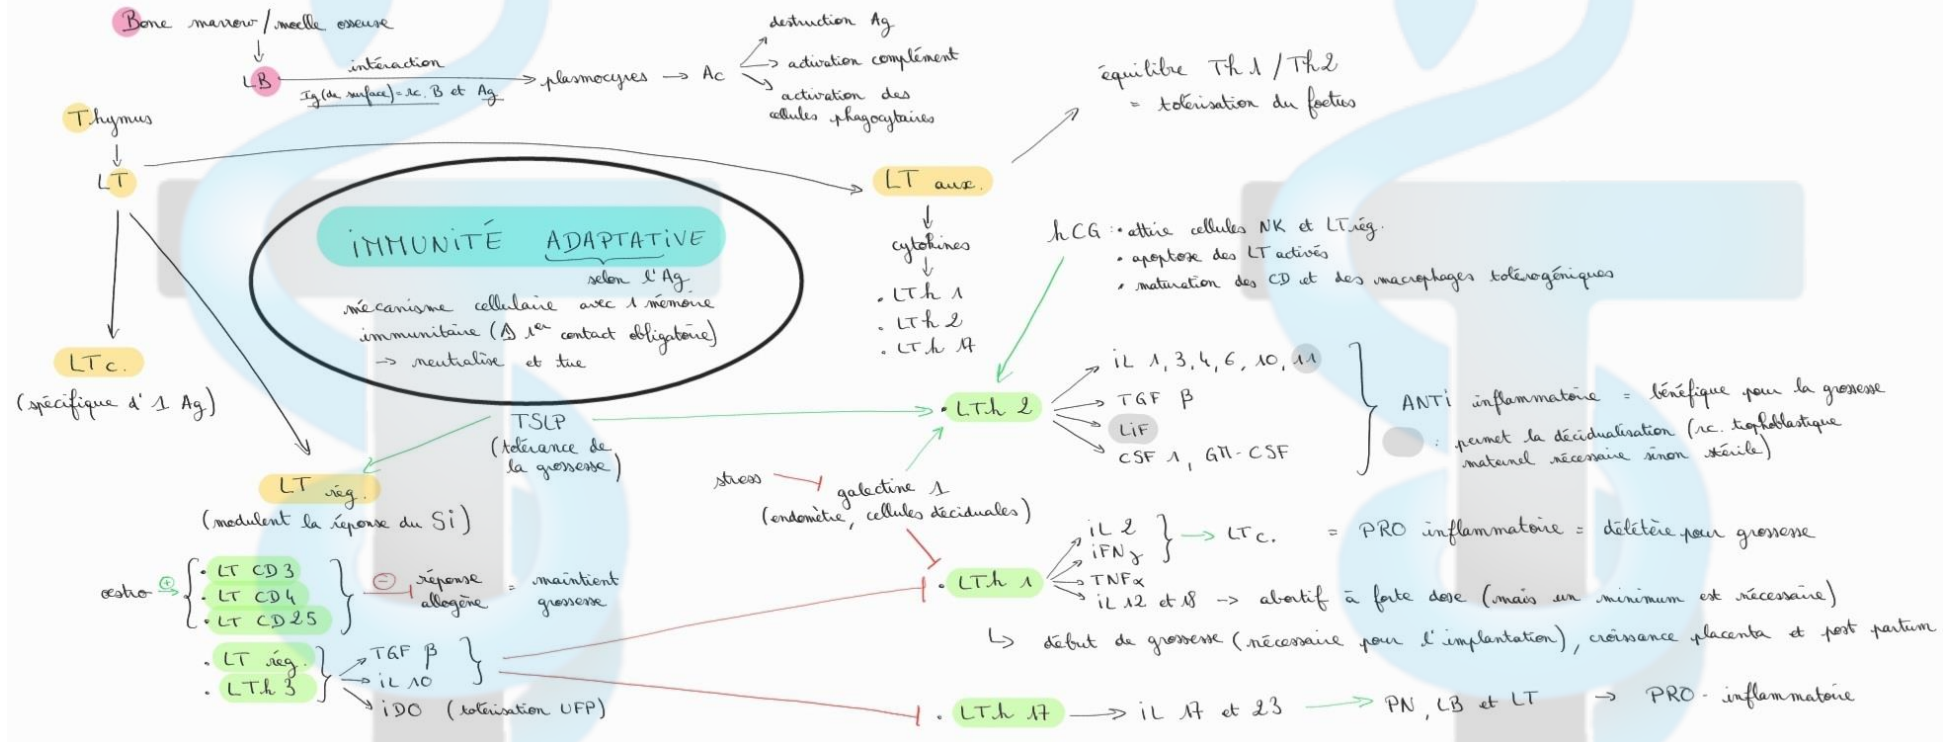 Bone marrow / moelle osseuse
LB
intéraction
Ig (de surface) = rc. B et Ag
plasmocytes → Ac
destruction Ag
activation complément
activation des
cellules phagocytaires
équilibre Th1 / Th2
= tolérisation du foetus
Thymus
LT
LT aux.
cytokines
• LTh 1
• LTh 2
• LTh 17
IMMUNITÉ ADAPTATIVE
selon l'Ag
mécanisme cellulaire avec 1 mémoire
immunitaire (⚠ 1er contact obligatoire)
→ neutralise et tue
hCG : • attire cellules NK et LTrég.
• apoptose des LT activés
• maturation des CD et des macrophages tolérogéniques
LTc.
(spécifique d'1 Ag)
TSLP
(tolérance de
la grossesse)
• LTh 2
iL 1, 3, 4, 6, 10, 11
TGF β
LiF
CSF 1, GM-CSF
ANTi inflammatoire = bénéfique pour la grossesse
: permet la décidualisation (rc. trophoblastique
maternel nécessaire sinon stérile)
LT rég.
(modulent la réponse du Si)
stress
galectine 1
(endomètre, cellules déciduales)
oestro ⊕
• LT CD3
• LT CD4
• LT CD25
⊖ réponse
allogène
= maintient
grossesse
• LT rég.
• LTh 3
TGF β
iL 10
iDO (tolérisation UFP)
• LTh 1
iL 2
iFN γ
→ LTc. = PRO inflammatoire = délétère pour grossesse
TNFα
iL 12 et 18 → abortif à forte dose (mais un minimum est nécessaire)
↳ début de grossesse (nécessaire pour l'implantation), croissance placenta et post partum
• LTh 17 → iL 17 et 23 → PN, LB et LT → PRO-inflammatoire